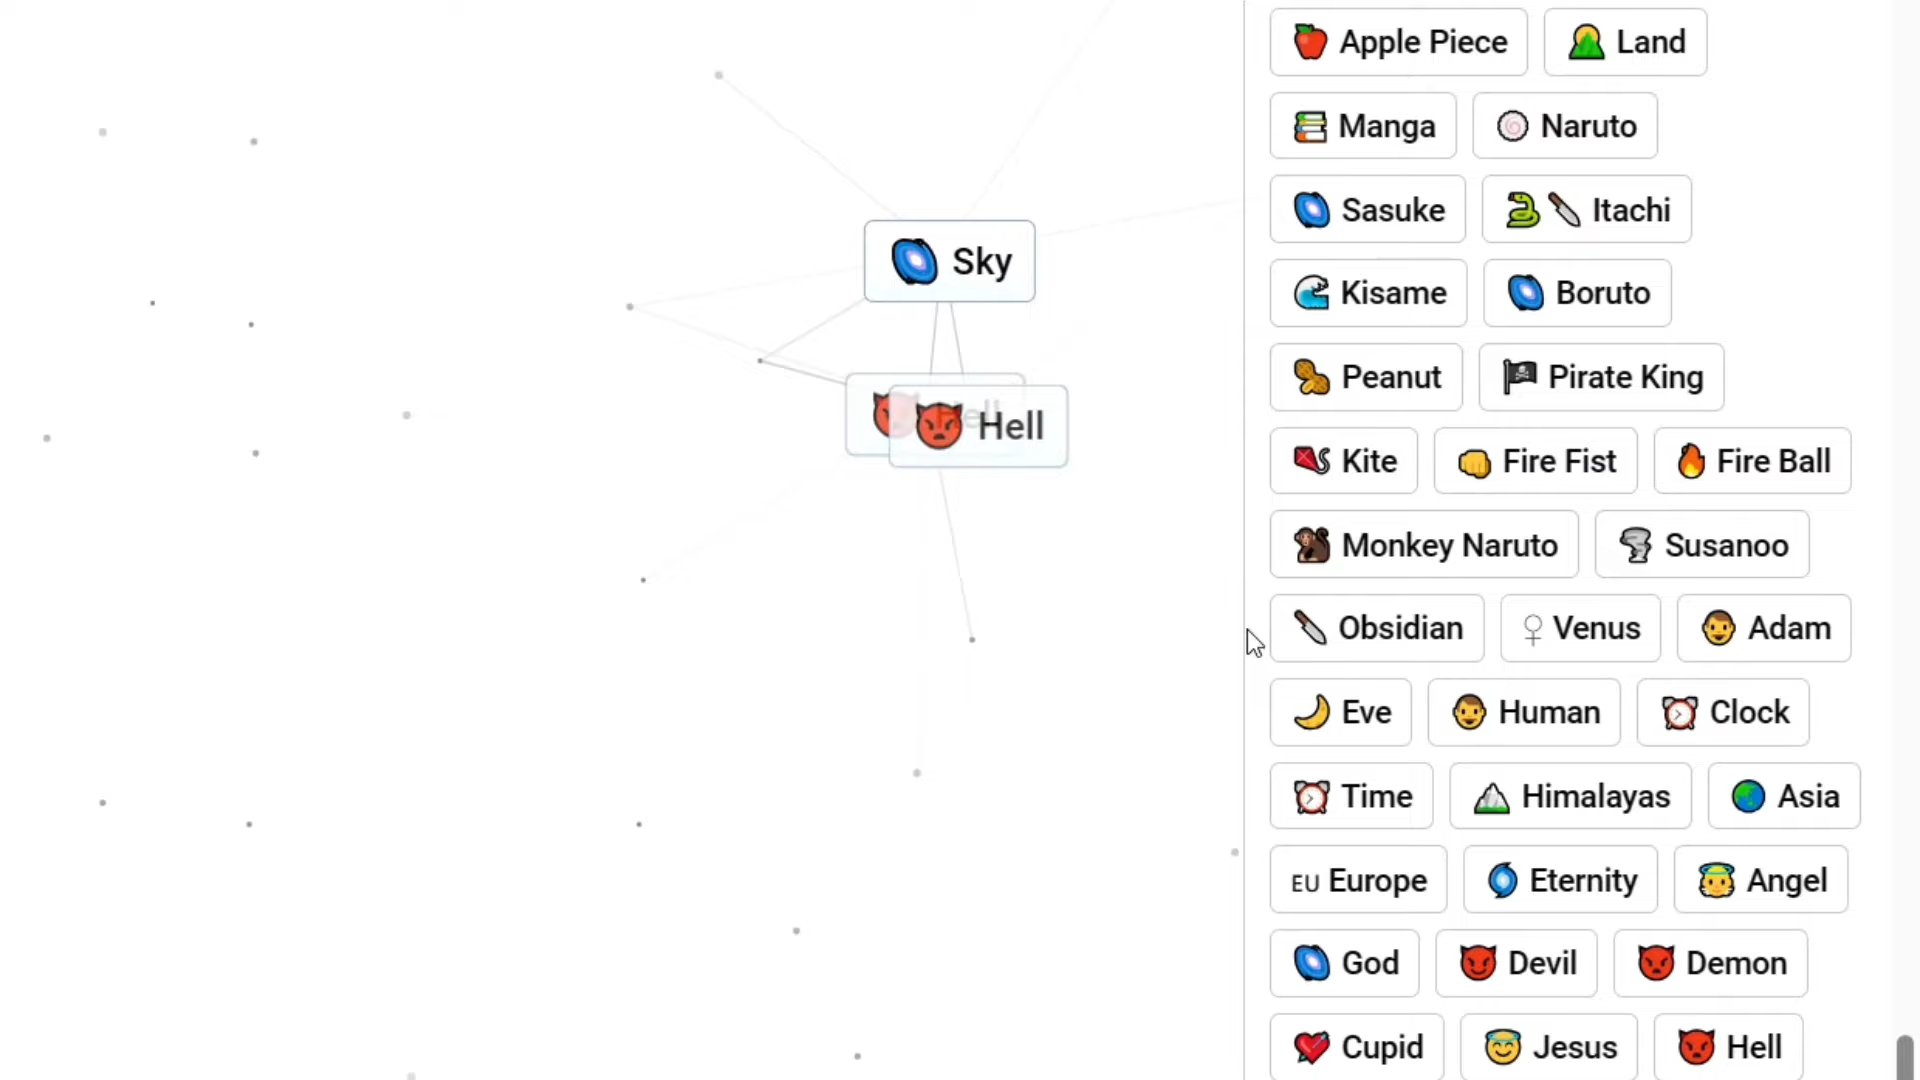 Sky
Hell
Hell
Apple Piece Land
Manga Naruto
Sasuke Itachi
Kisame Boruto
Peanut Pirate King
Kite Fire Fist Fire Ball
Monkey Naruto Susanoo
Obsidian Venus Adam
Eve Human Clock
Time Himalayas Asia
EU Europe Eternity Angel
God Devil Demon
Cupid Jesus Hell